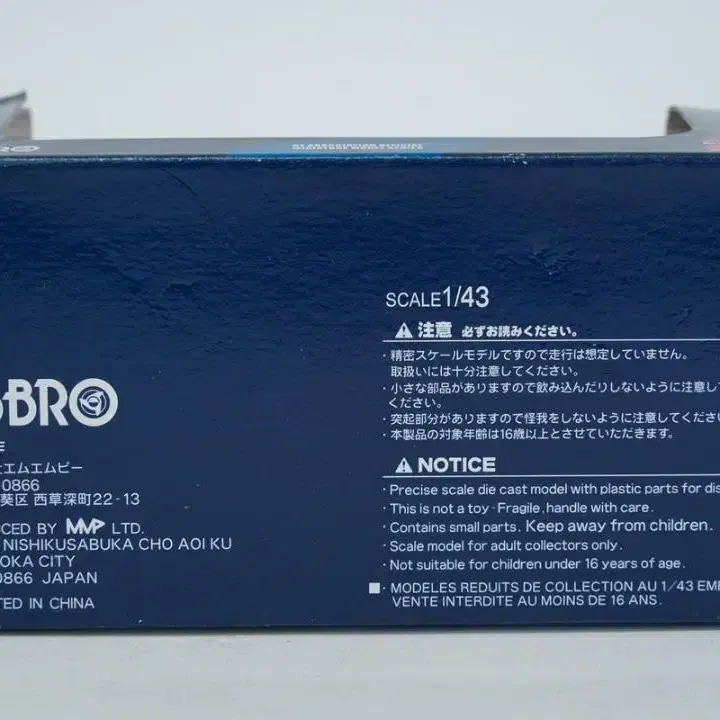 RO
SCALE1/43
注意 必ずお読みください。
・精密スケールモデルですので走行は想定していません。
取扱いには十分注意してください。
・小さな部品がありますので飲み込んだりしないように注意して
ください。
・突起部分がありますので怪我をしないように注意してください
・本製品の対象年齢は16歳以上とさせていただきます。
NOTICE
・Precise scale die cast model with plastic parts for dis
・This is not a toy・Fragile, handle with care.
・Contains small parts. Keep away from children.
・Scale model for adult collectors only.
・Not suitable for children under 16 years of age.
・MODELES REDUITS DE COLLECTION AU 1/43 EME
VENTE INTERDITE AU MOINS DE 16 ANS.
BBRO
E
エムエムピー
-0866
葵区 西草深町22-13
CED BY MMP LTD.
NISHIKUSABUKA CHO AOI KU
OKA CITY
0866 JAPAN
TED IN CHINA